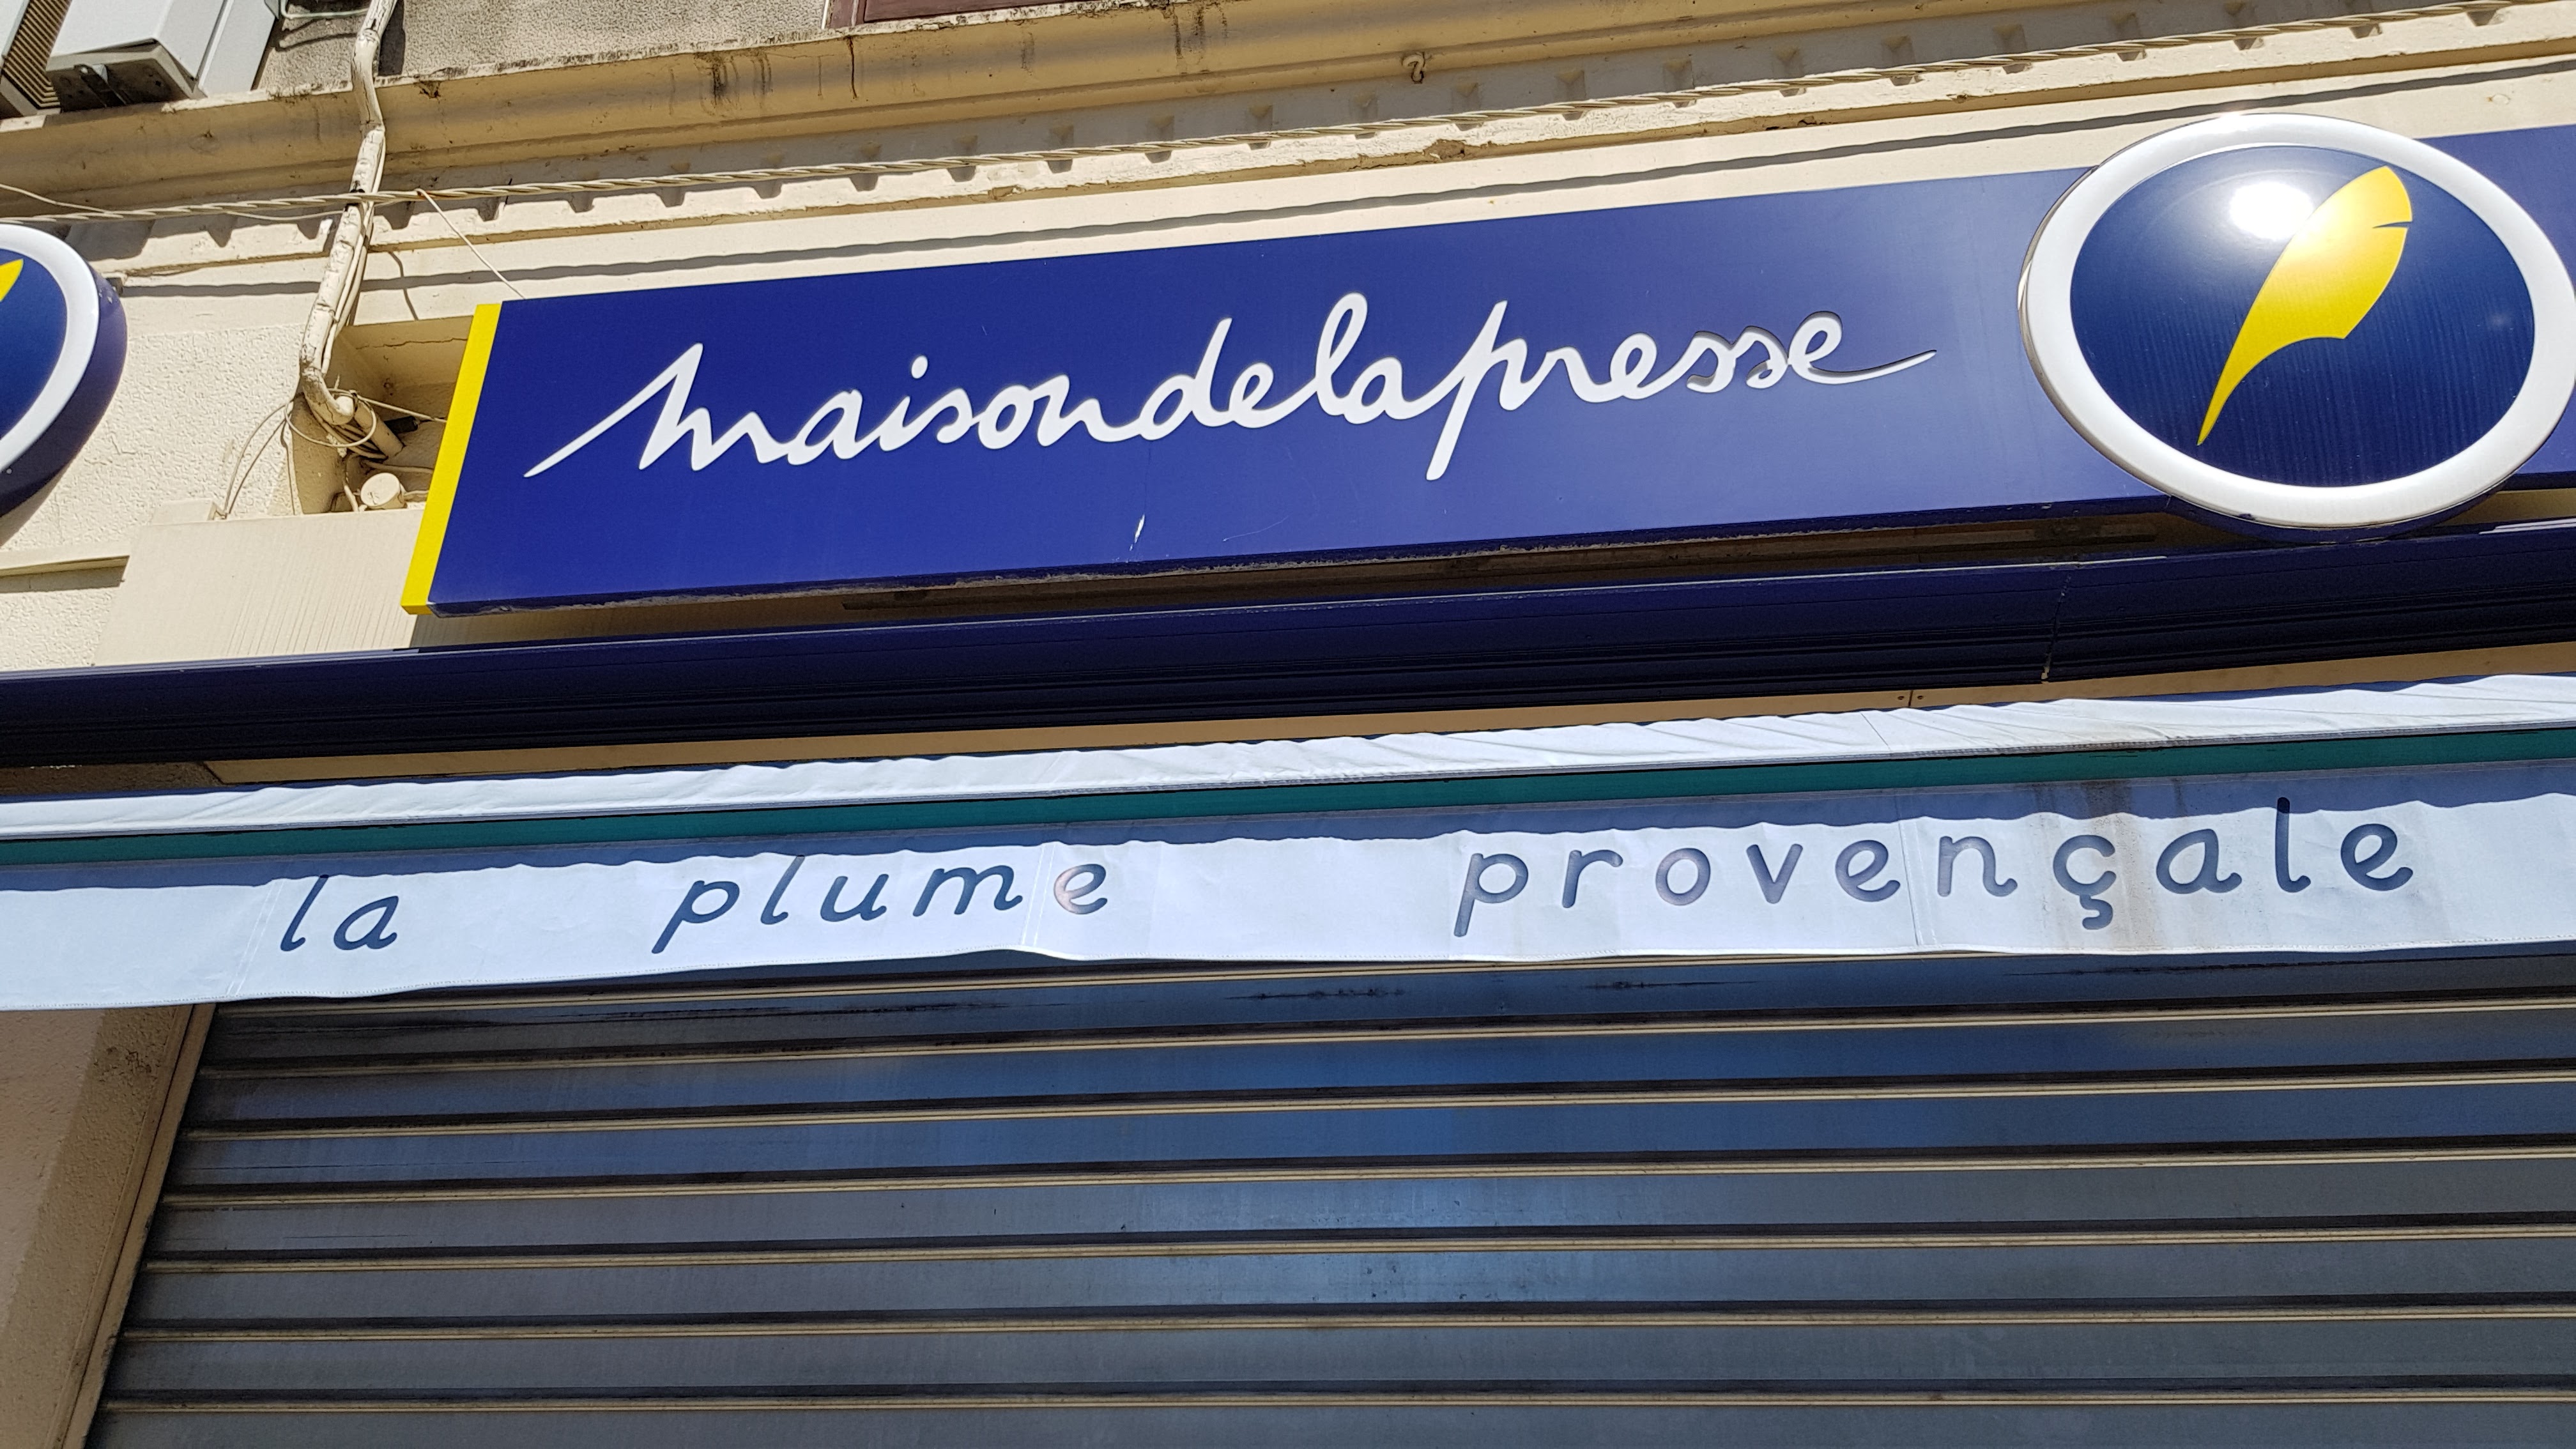 maisondelapresse
la plume provençale